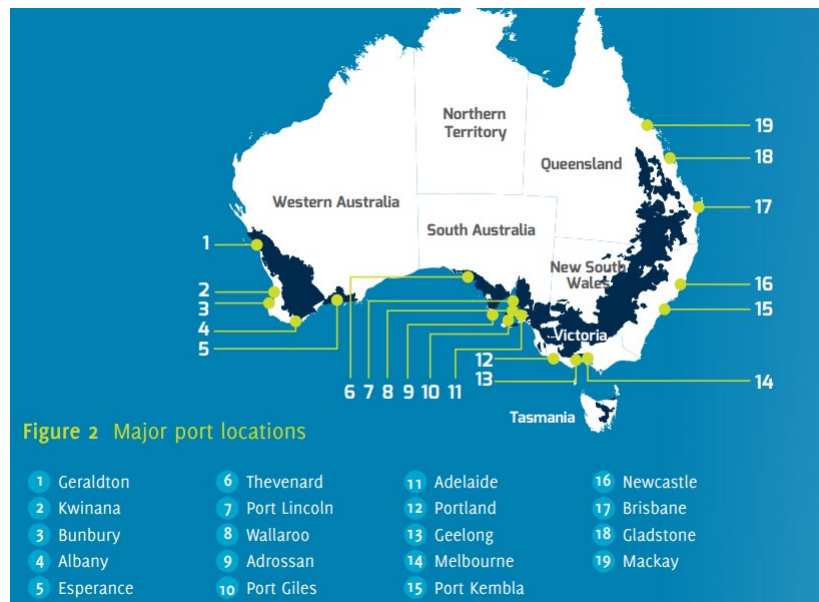 Northern
Territory
Queensland
Western Australia
South Australia
New South
Wales
Victoria
Tasmania
19
18
17
16
15
14
1
2
3
4
5
6 7 8 9 10 11
12
13
Figure 2 Major port locations
1 Geraldton
2 Kwinana
3 Bunbury
4 Albany
5 Esperance
6 Thevenard
7 Port Lincoln
8 Wallaroo
9 Adrossan
10 Port Giles
11 Adelaide
12 Portland
13 Geelong
14 Melbourne
15 Port Kembla
16 Newcastle
17 Brisbane
18 Gladstone
19 Mackay